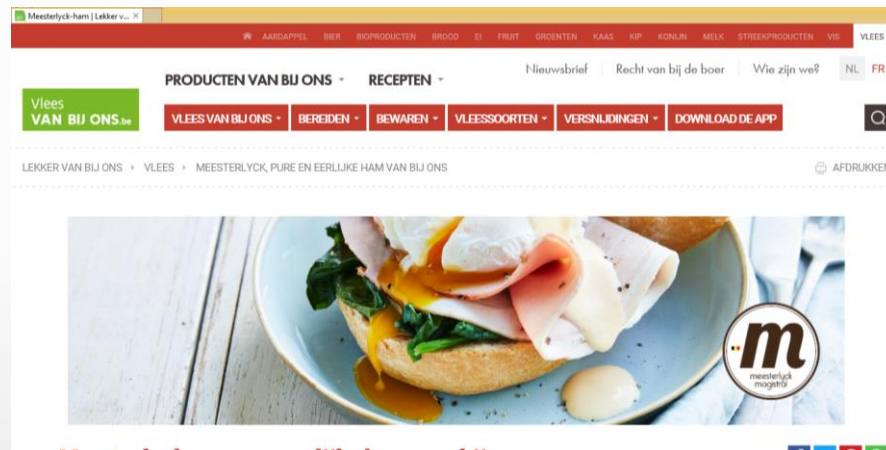 Meesterlyck-ham | Lekker v... ×
AARDAPPEL BIER BIOPRODUCTEN BROOD EI FRUIT GROENTEN KAAS KIP KONIJN MELK STREEKPRODUCTEN VIS VLEES
Nieuwsbrief Recht van bij de boer Wie zijn we? NL FR
PRODUCTEN VAN BIJ ONS RECEPTEN
Vlees
VAN BIJ ONS.be
VLEES VAN BIJ ONS BEREIDEN BEWAREN VLEESSOORTEN VERSNIJDINGEN DOWNLOAD DE APP
LEKKER VAN BIJ ONS VLEES MEESTERLYCK, PURE EN EERLIJKE HAM VAN BIJ ONS AFDRUKKEN
m
meesterlyck
magistral